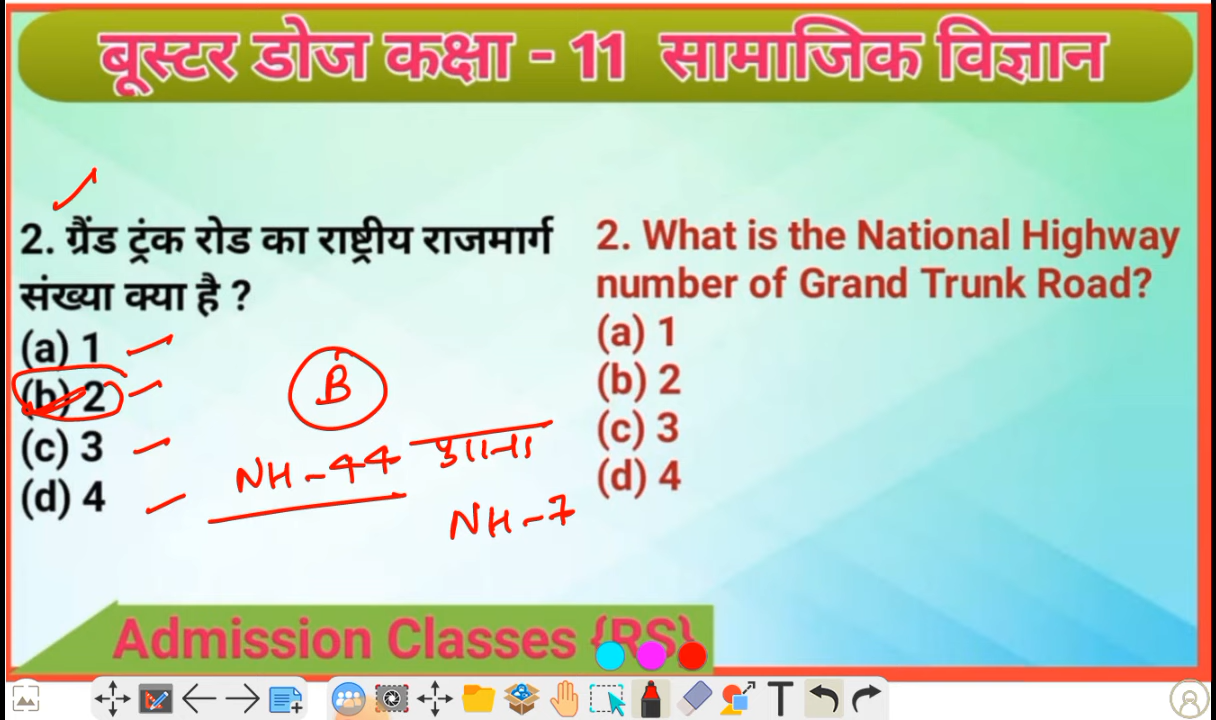 बूस्टर डोज कक्षा - 11 सामाजिक विज्ञान
2. ग्रैंड ट्रंक रोड का राष्ट्रीय राजमार्ग
संख्या क्या है ?
(a) 1
(b) 2
(c) 3
(d) 4
B
NH-44
NH-7
2. What is the National Highway
number of Grand Trunk Road?
(a) 1
(b) 2
(c) 3
(d) 4
Admission Classes {RS}
T